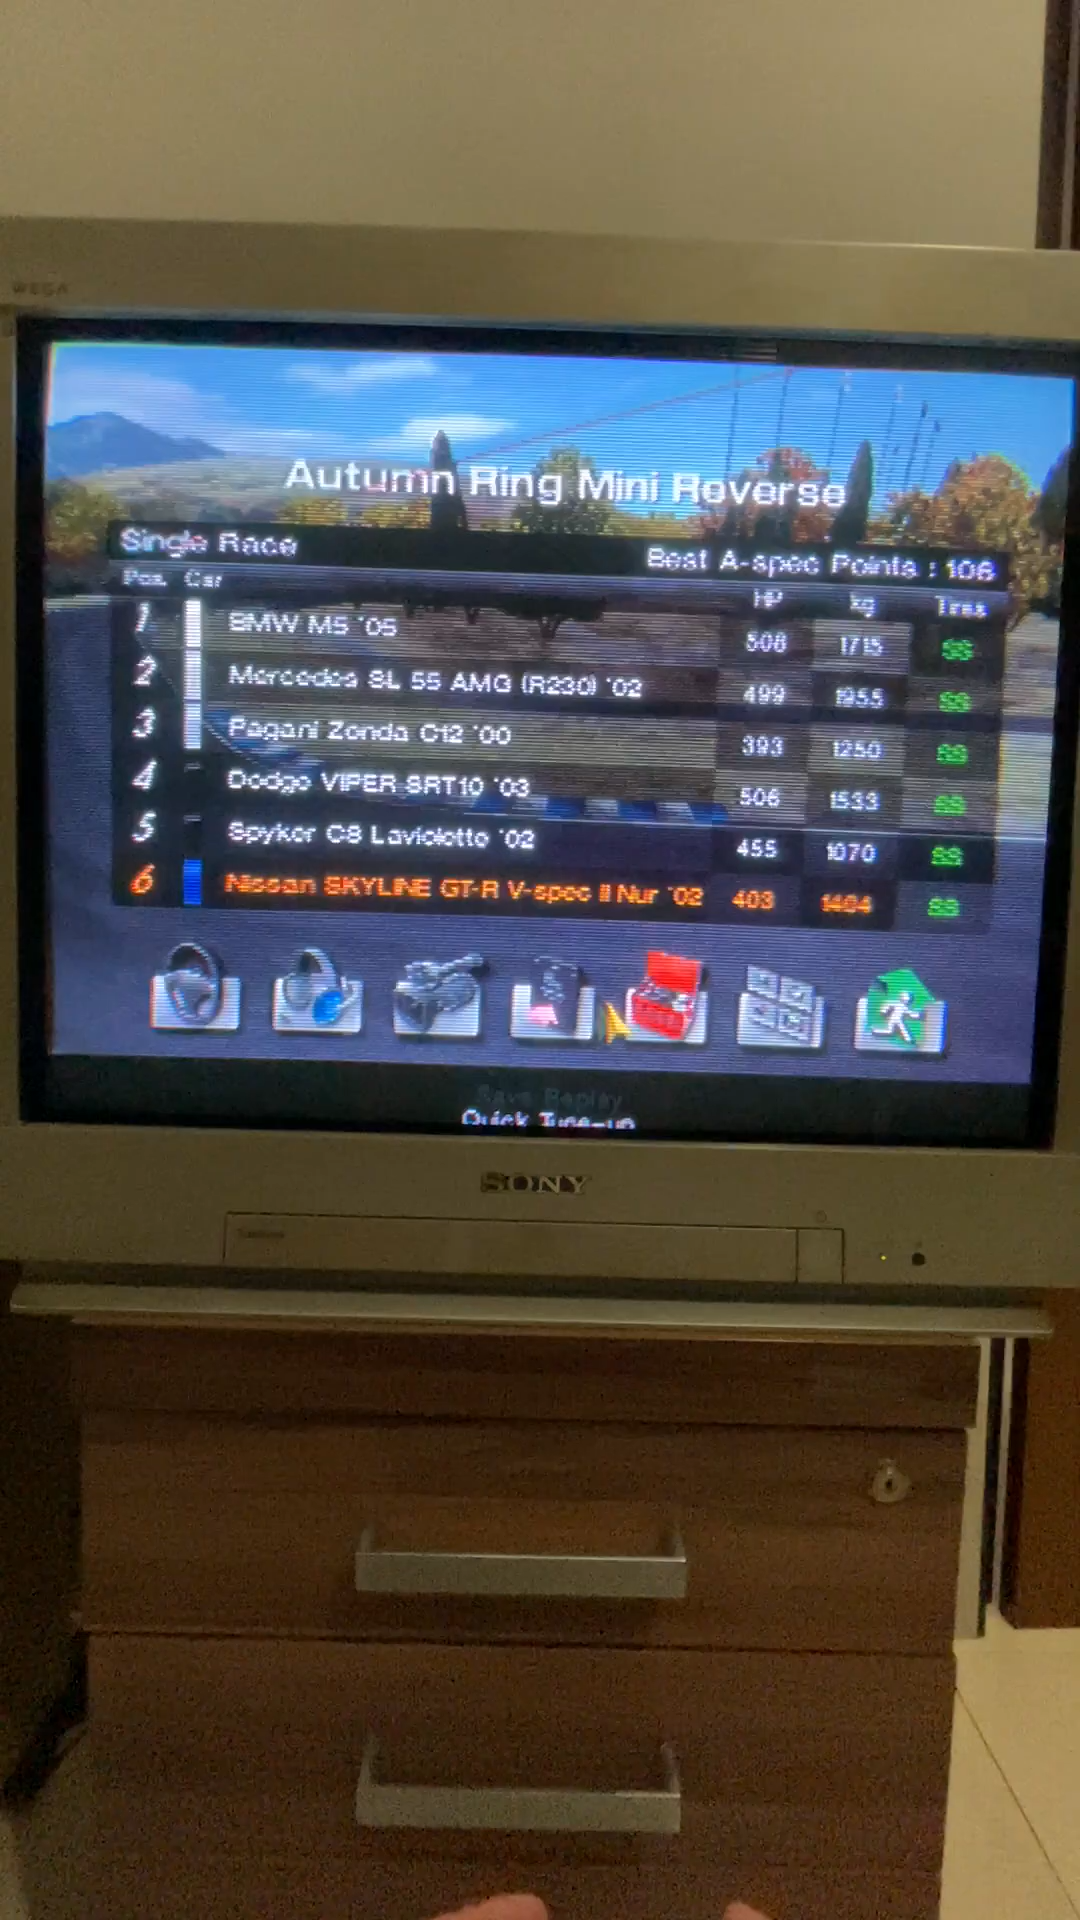 WEGA
Autumn Ring Mini Reverse
Single Race Best A-spec Points : 106
Pos. Car HP kg Tires
1 BMW M5 '05 508 1715 SS
2 Mercedes SL 55 AMG (R230) '02 499 1955 SS
3 Pagani Zonda C12 '00 393 1250 SS
4 Dodge VIPER SRT10 '03 506 1533 SS
5 Spyker C8 Laviolette '02 455 1070 SS
6 Nissan SKYLINE GT-R V-spec II Nur '02 403 1484 SS
Save Replay
Quick Tune-up
SONY